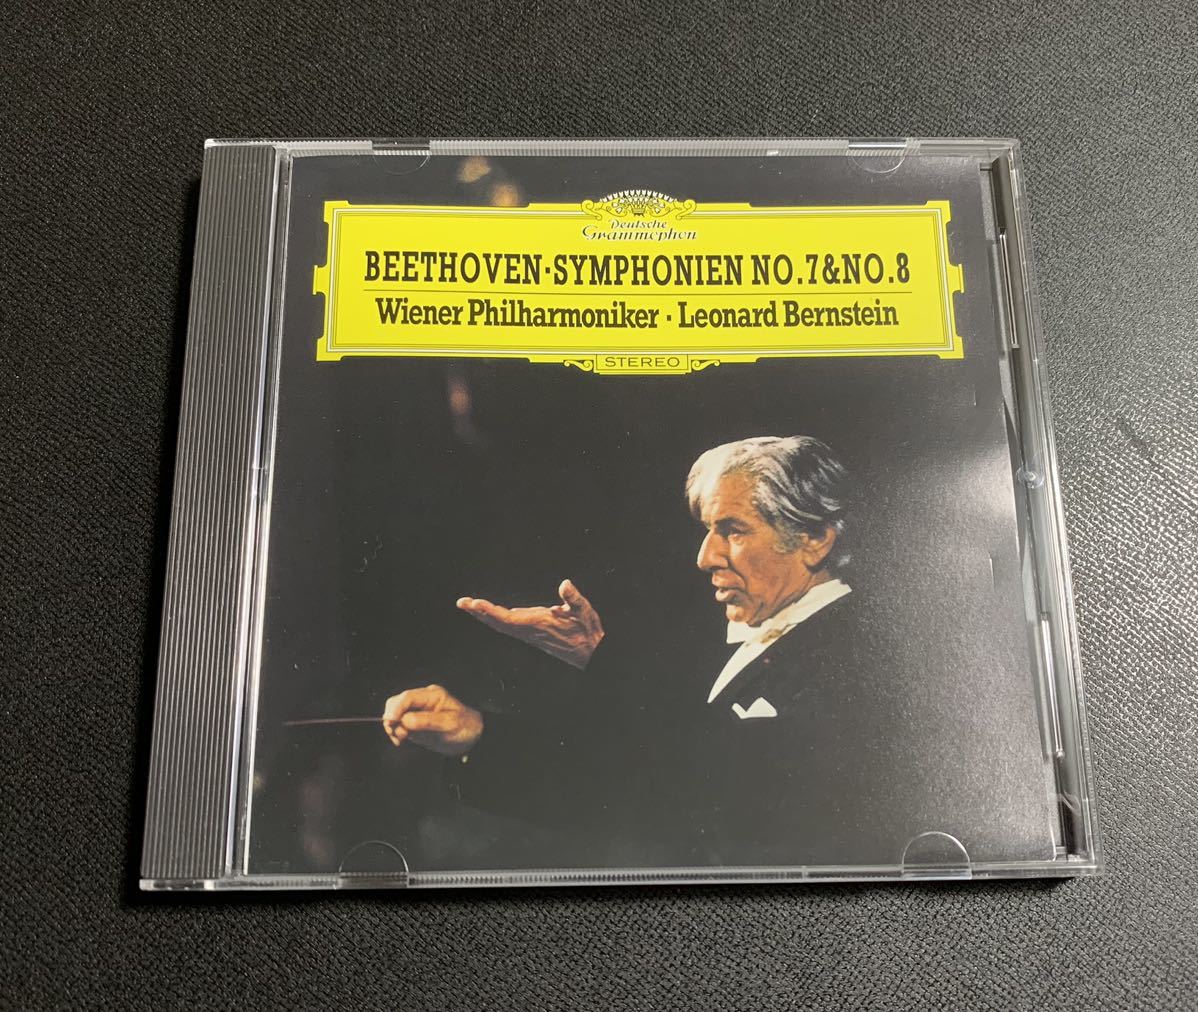 Deutsche
Grammophon
BEETHOVEN·SYMPHONIEN NO.7&NO.8
Wiener Philharmoniker · Leonard Bernstein
STEREO